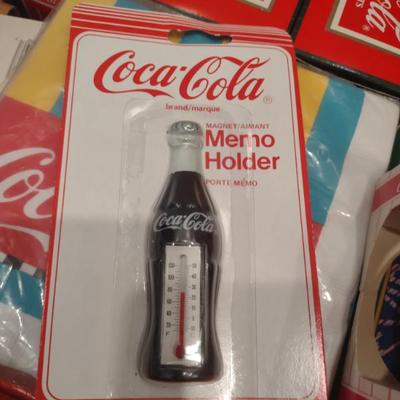 Coca-Cola
®
brand/marque
MAGNET/AIMANT
Memo
Holder
PORTE MEMO
Coca-Cola